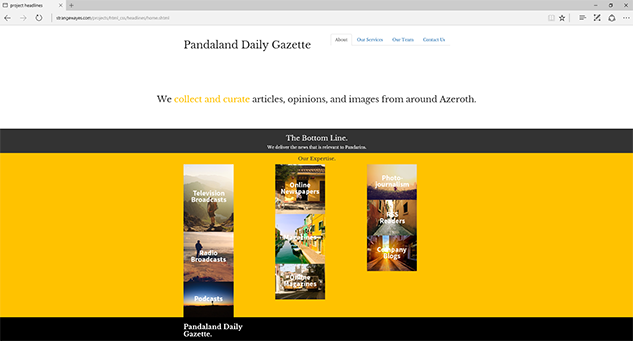 project headlines
strangewayes.com/projects/html_css/headlines/home.shtml
Pandaland Daily Gazette
About
Our Services
Our Team
Contact Us
We collect and curate articles, opinions, and images from around Azeroth.
The Bottom Line.
We deliver the news that is relevant to Pandarica.
Our Expertise.
Television
Broadcasts
Radio
Broadcasts
Podcasts
Online
Newspapers
Online
Magazines
Photo-
Journalism
RSS
Readers
Company
Blogs
Pandaland Daily
Gazette.